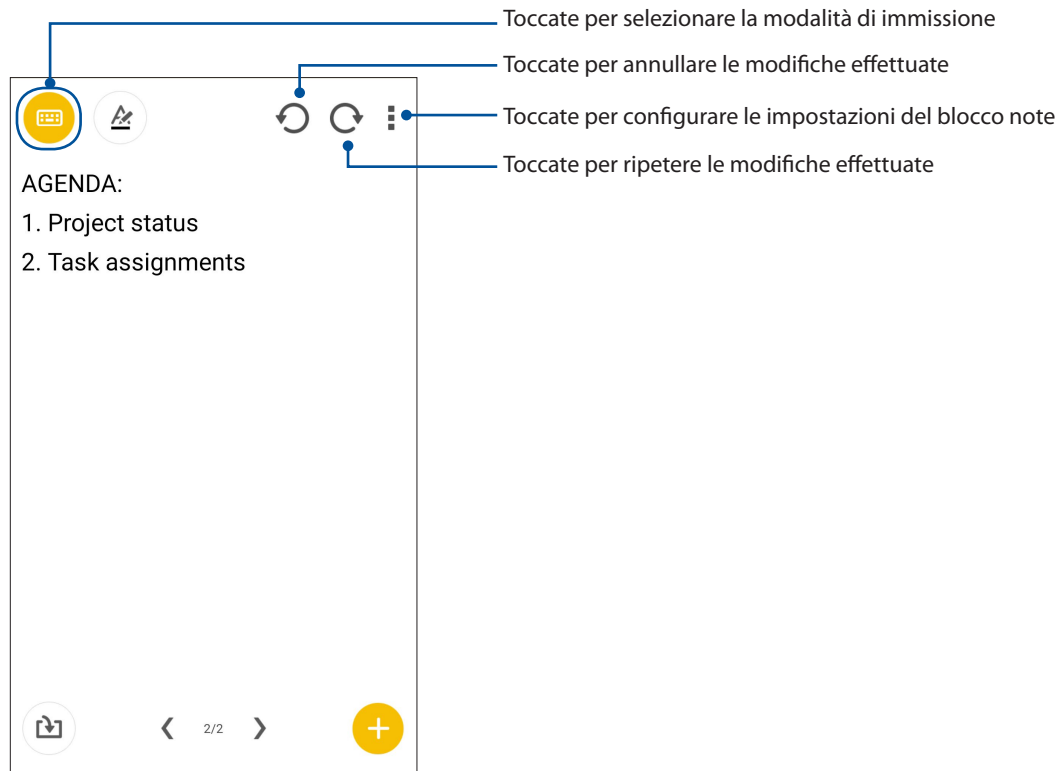 Toccate per selezionare la modalità di immissione
Toccate per annullare le modifiche effettuate
Toccate per configurare le impostazioni del blocco note
Toccate per ripetere le modifiche effettuate
AGENDA:
1. Project status
2. Task assignments
2/2